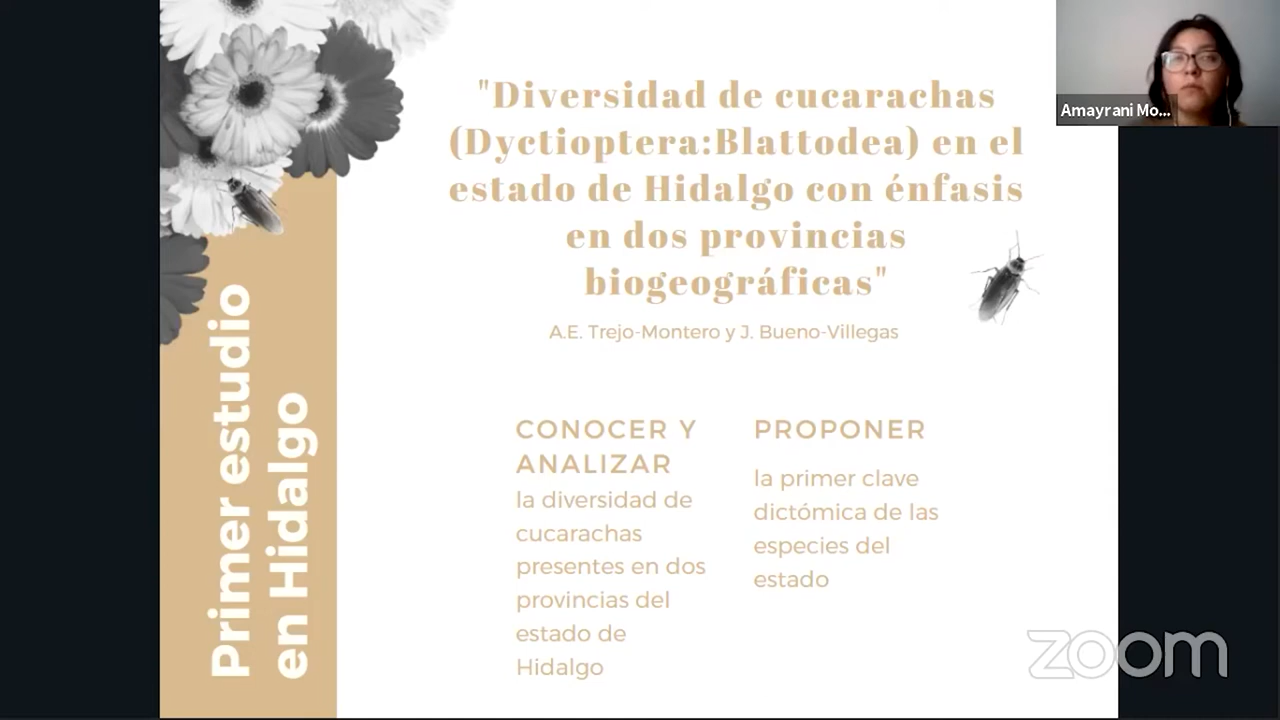 Primer estudio
en Hidalgo
"Diversidad de cucarachas
(Dyctioptera:Blattodea) en el
estado de Hidalgo con énfasis
en dos provincias
biogeográficas"
A.E. Trejo-Montero y J. Bueno-Villegas
CONOCER Y
ANALIZAR
la diversidad de
cucarachas
presentes en dos
provincias del
estado de
Hidalgo
PROPONER
la primer clave
dictómica de las
especies del
estado
Amayrani Mo...
zoom